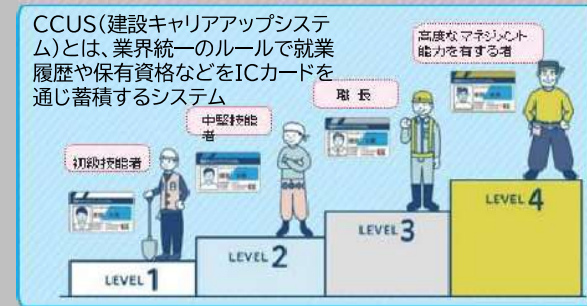 CCUS(建設キャリアアップシステ
ム)とは、業界統一のルールで就業
履歴や保有資格などをICカードを
通じ蓄積するシステム
高度なマネジメント
能力を有する者
職長
中堅技能
者
初級技能者
LEVEL 1
LEVEL 2
LEVEL 3
LEVEL 4